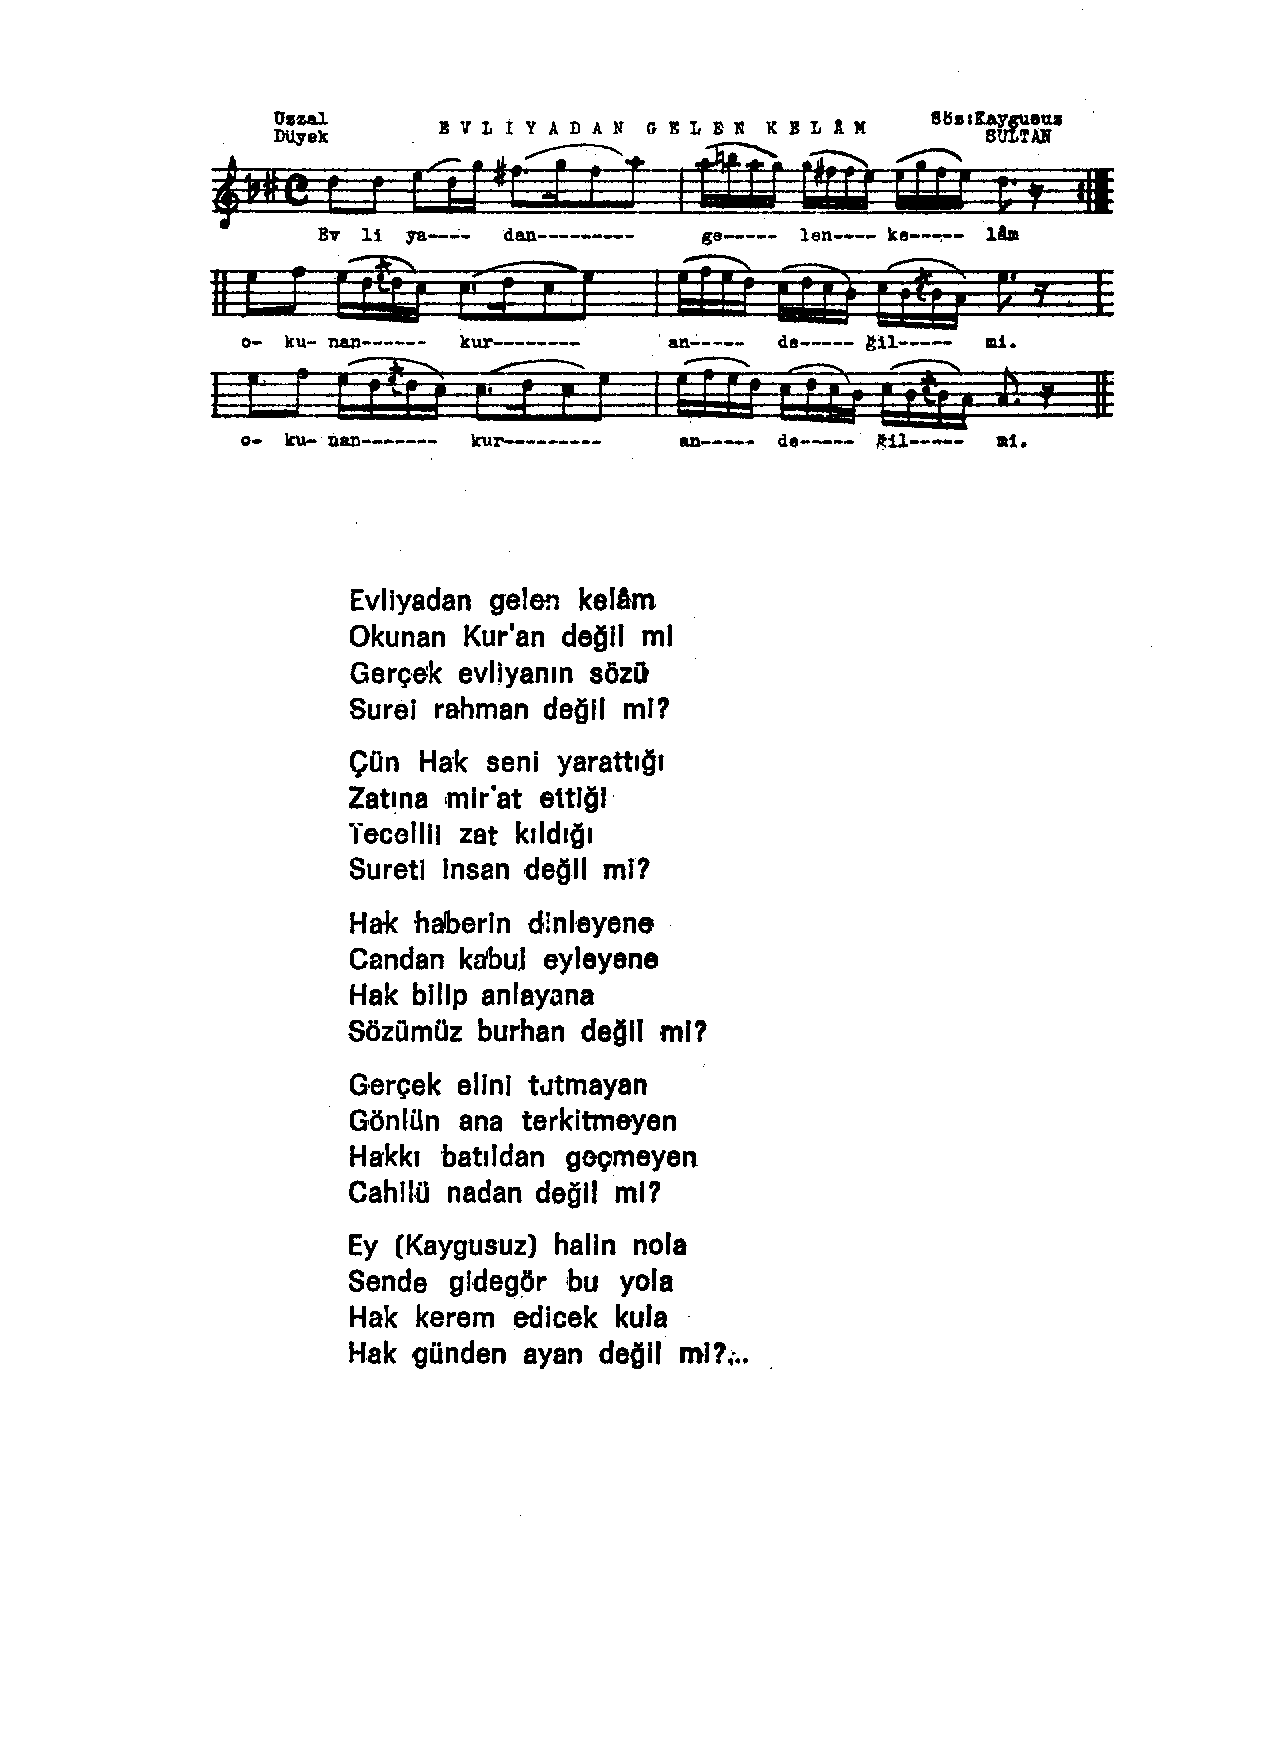 Uzzal
Düyek
EVLİYADAN GELEN KELÂM
Söz:Kaygusuz
SULTAN
Ev li ya---- dan--------- ge----- len---- ke------ lâm
o- ku- nan------ kur-------- an----- de----- ğil----- mi.
o- ku- nan------- kur--------- an----- de----- ğil----- mi.
Evliyadan gelen kelâm
Okunan Kur'an değil mi
Gerçek evliyanın sözü
Surei rahman değil mi?
Çün Hak seni yarattığı
Zatına mir'at ettiği
Tecellii zat kıldığı
Sureti insan değil mi?
Hak haberin dinleyene
Candan kabul eyleyene
Hak bilip anlayana
Sözümüz burhan değil mi?
Gerçek elini tutmayan
Gönlün ana terkitmeyen
Hakkı batıldan geçmeyen
Cahilü nadan değil mi?
Ey (Kaygusuz) halin nola
Sende gidegör bu yola
Hak kerem edicek kula
Hak günden ayan değil mi?...